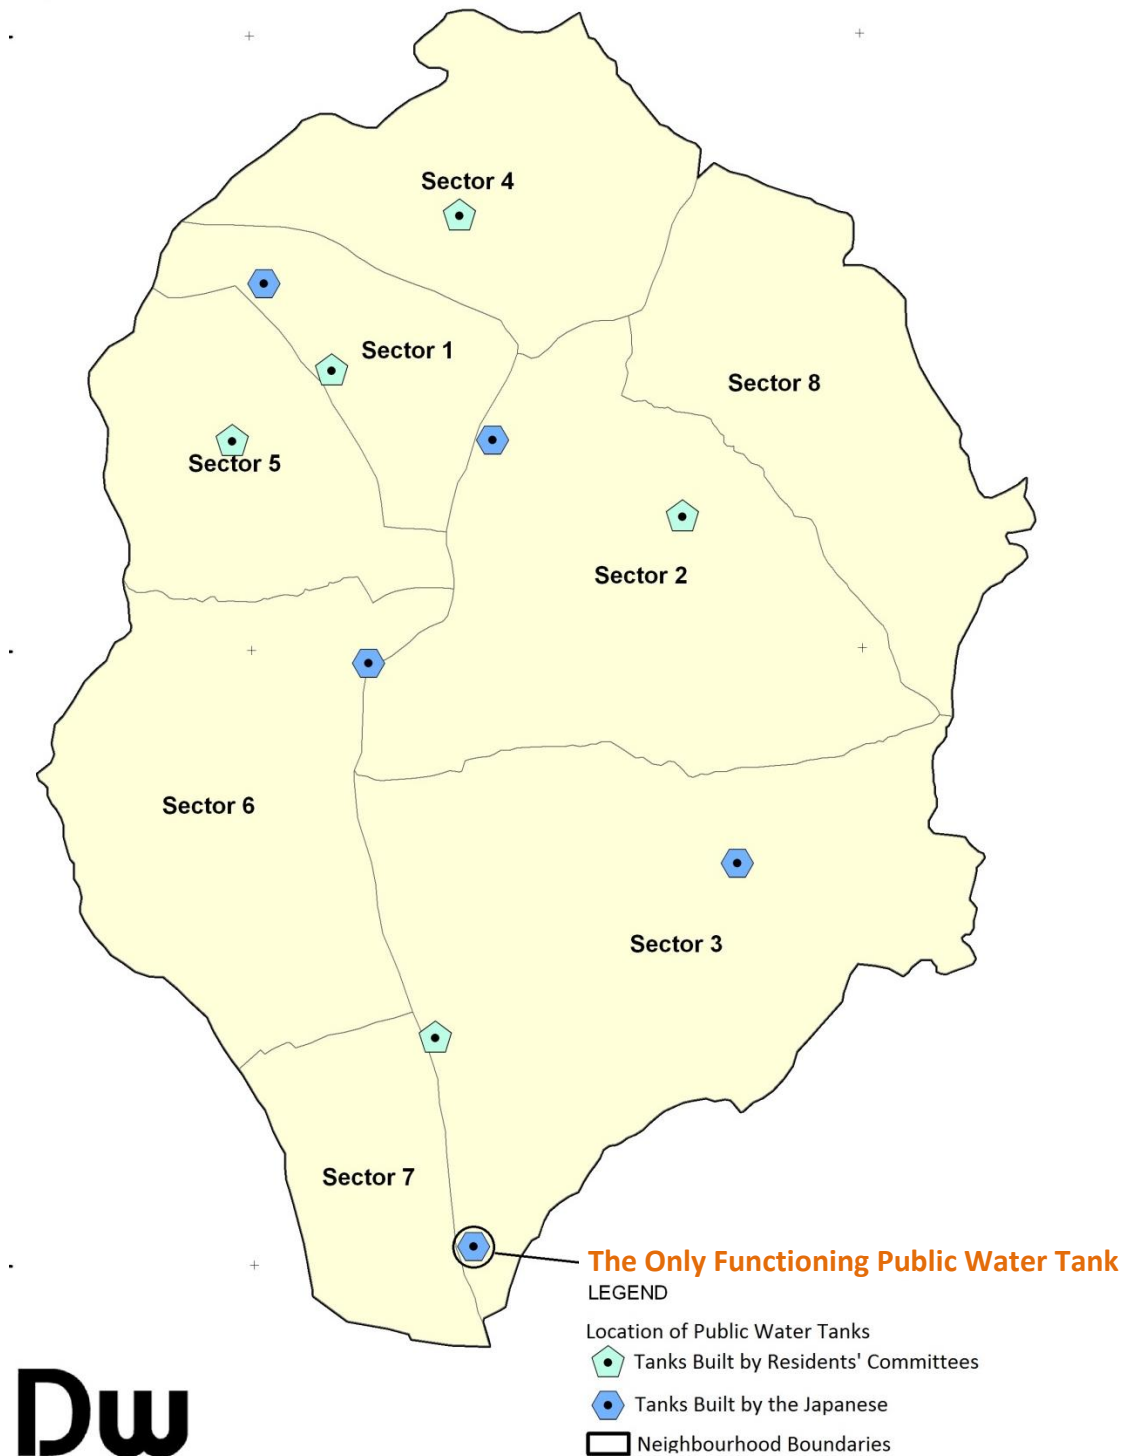 Sector 4
Sector 1
Sector 8
Sector 5
Sector 2
Sector 6
Sector 3
Sector 7
The Only Functioning Public Water Tank
LEGEND
Location of Public Water Tanks
Tanks Built by Residents' Committees
Tanks Built by the Japanese
Neighbourhood Boundaries
Dw